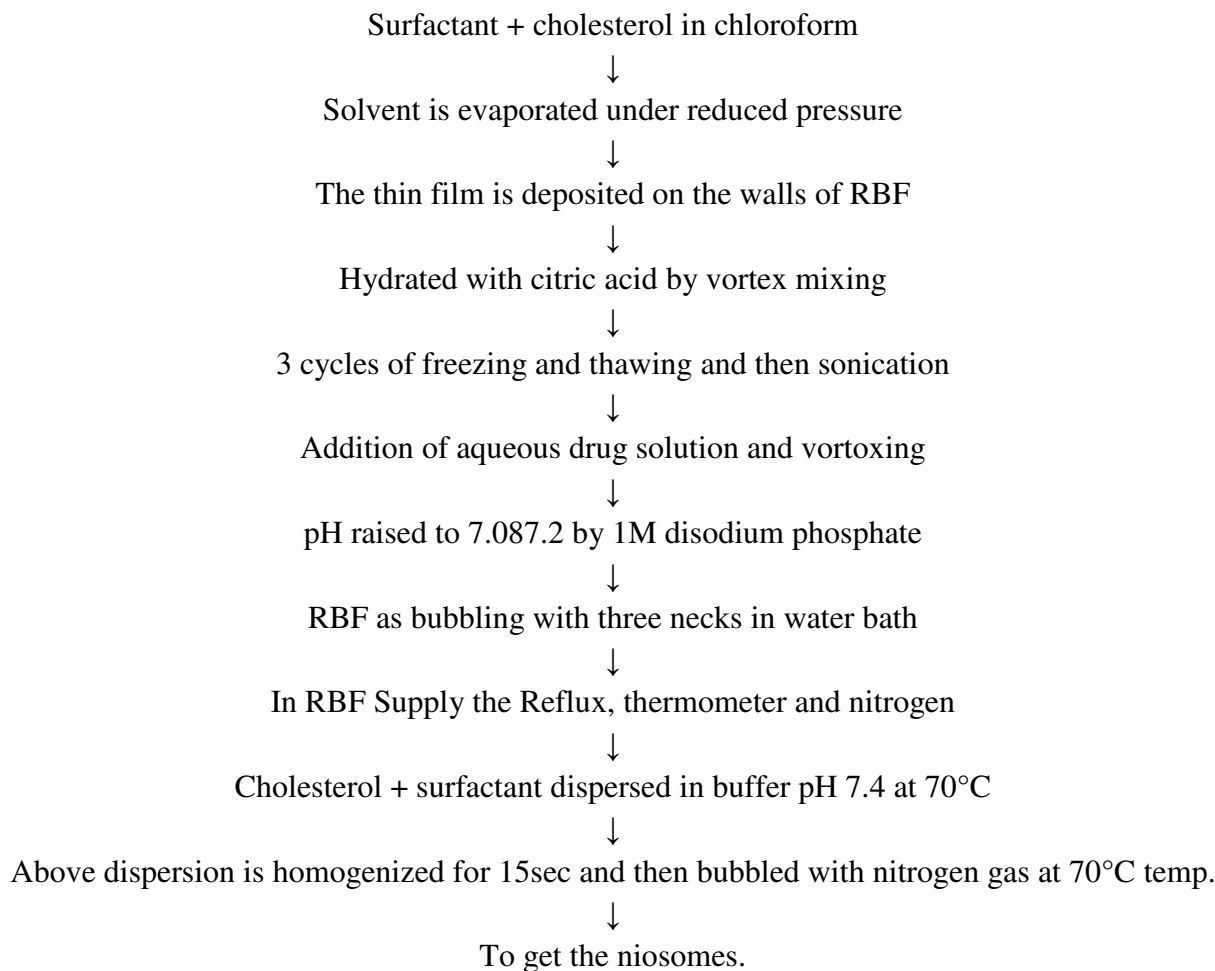 Surfactant + cholesterol in chloroform
↓
Solvent is evaporated under reduced pressure
↓
The thin film is deposited on the walls of RBF
↓
Hydrated with citric acid by vortex mixing
↓
3 cycles of freezing and thawing and then sonication
↓
Addition of aqueous drug solution and vortoxing
↓
pH raised to 7.087.2 by 1M disodium phosphate
↓
RBF as bubbling with three necks in water bath
↓
In RBF Supply the Reflux, thermometer and nitrogen
↓
Cholesterol + surfactant dispersed in buffer pH 7.4 at 70°C
↓
Above dispersion is homogenized for 15sec and then bubbled with nitrogen gas at 70°C temp.
↓
To get the niosomes.